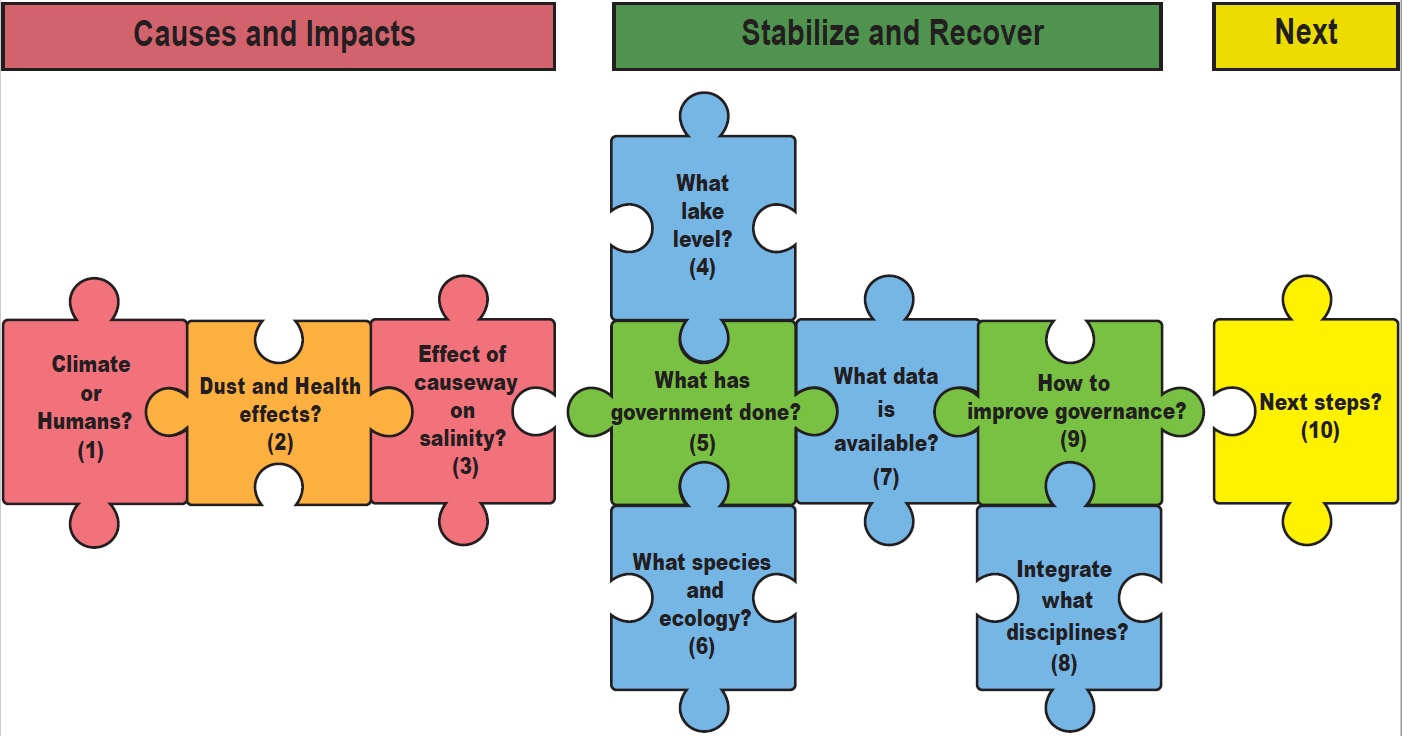 Causes and Impacts
Stabilize and Recover
Next
Climate
or
Humans?
(1)
Dust and Health
effects?
(2)
Effect of
causeway
on
salinity?
(3)
What
lake
level?
(4)
What has
government done?
(5)
What species
and
ecology?
(6)
What data
is
available?
(7)
Integrate
what
disciplines?
(8)
How to
improve governance?
(9)
Next steps?
(10)